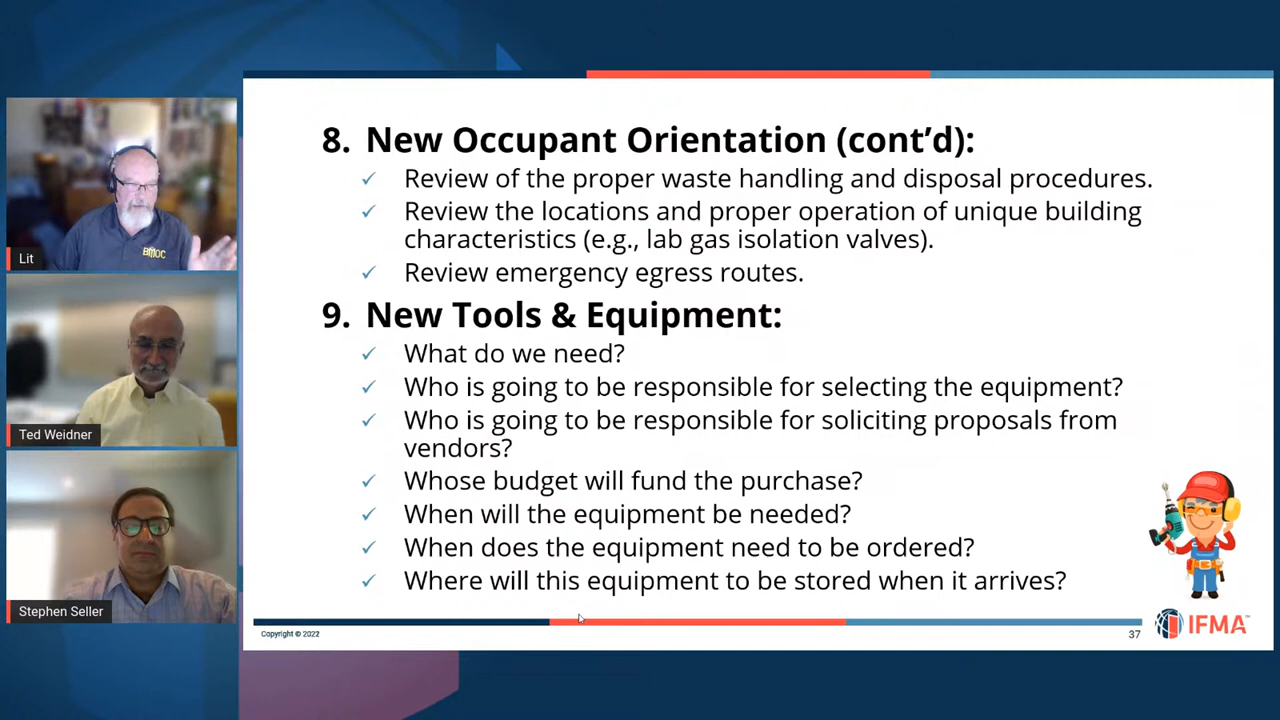 8. New Occupant Orientation (cont’d):
✓ Review of the proper waste handling and disposal procedures.
✓ Review the locations and proper operation of unique building
characteristics (e.g., lab gas isolation valves).
✓ Review emergency egress routes.
9. New Tools & Equipment:
✓ What do we need?
✓ Who is going to be responsible for selecting the equipment?
✓ Who is going to be responsible for soliciting proposals from
vendors?
✓ Whose budget will fund the purchase?
✓ When will the equipment be needed?
✓ When does the equipment need to be ordered?
✓ Where will this equipment to be stored when it arrives?
Copyright © 2022
37
IFMA™
BMOC
Lit
Ted Weidner
Stephen Seller